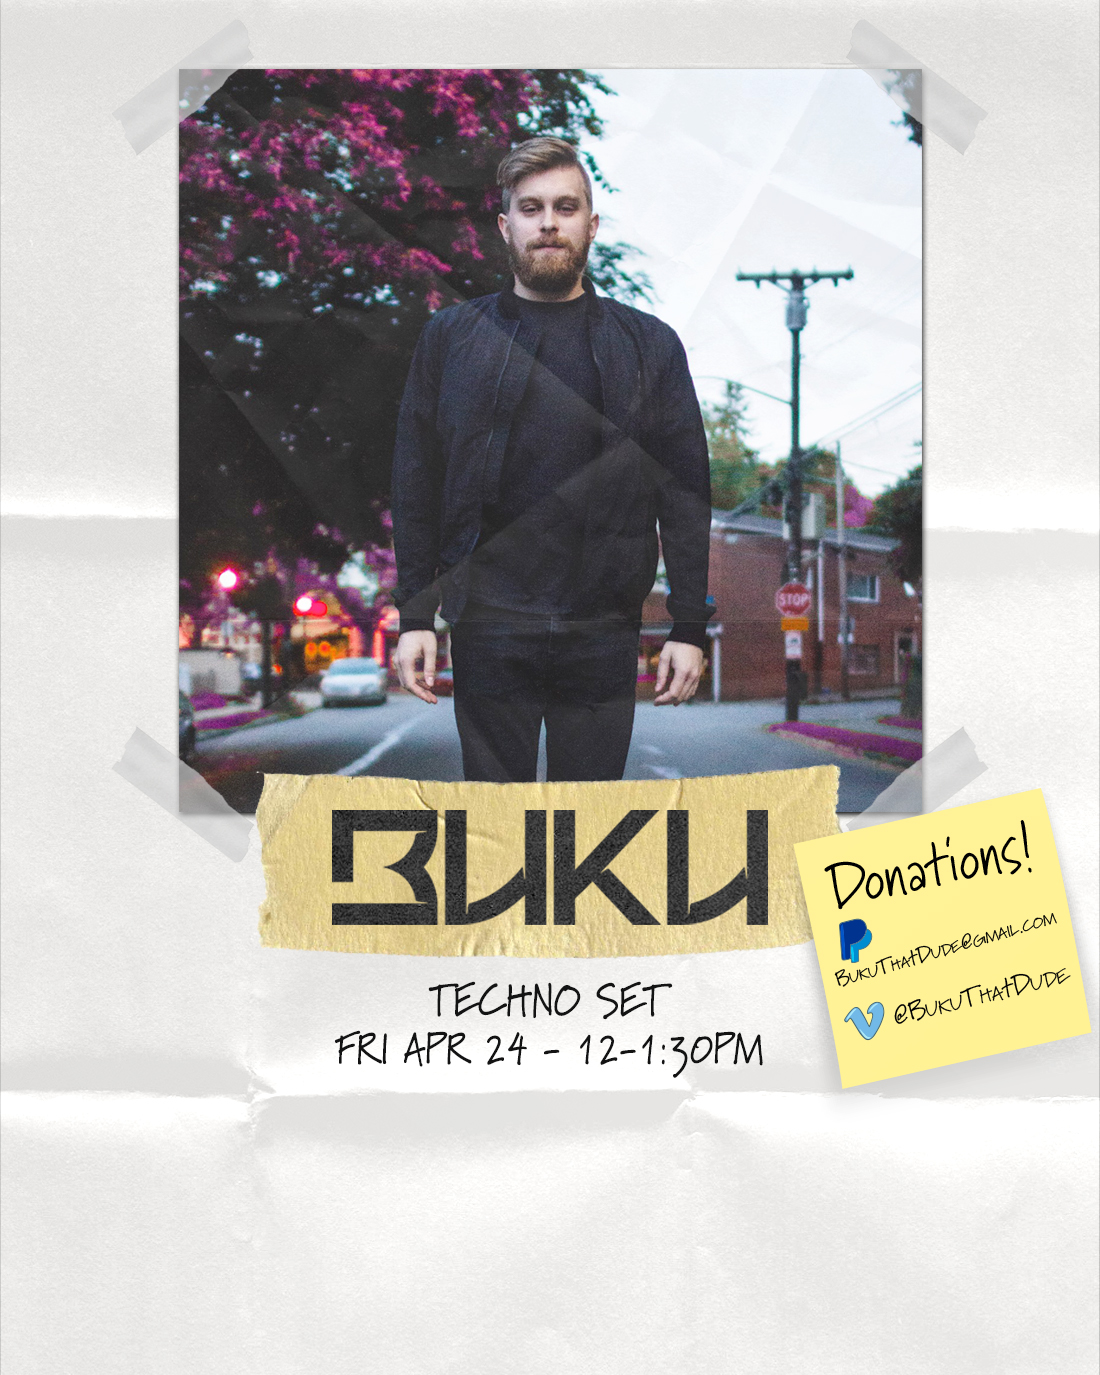 STOP
BUKU
TECHNO SET
FRI APR 24 - 12-1:30PM
Donations!
BukuThatDude@gmail.com
@BukuThatDude